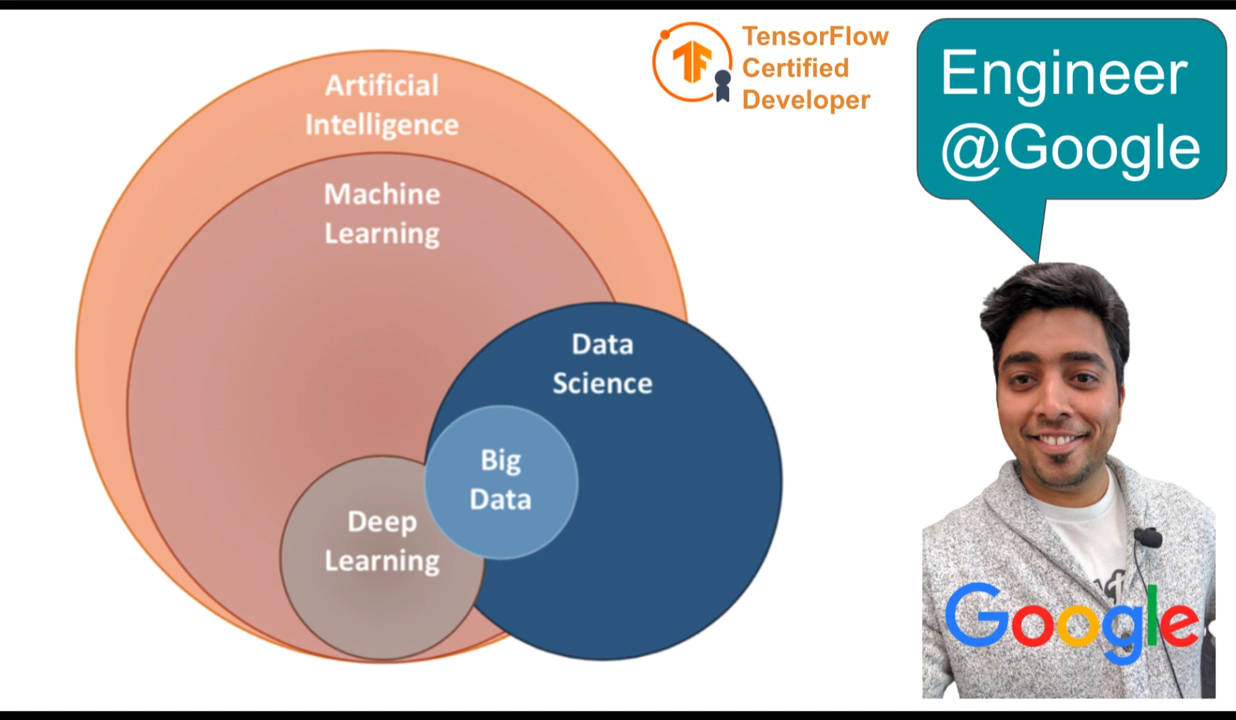 Artificial
Intelligence
Machine
Learning
Data
Science
Big
Data
Deep
Learning
TensorFlow
Certified
Developer
Engineer
@Google
Google